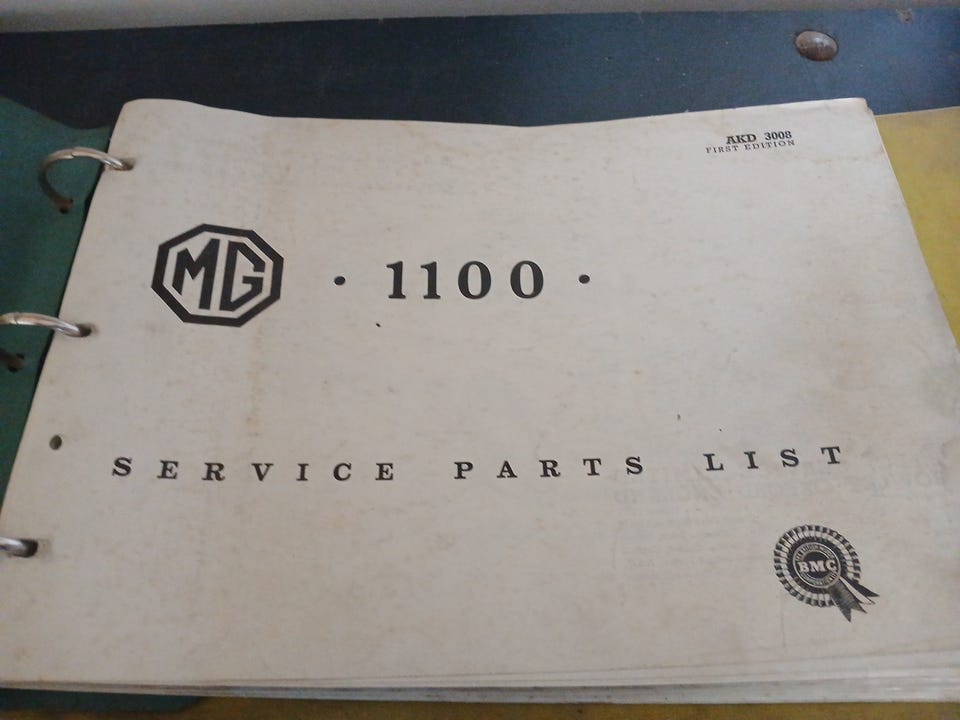 AKD 3008
FIRST EDITION
MG · 1100 ·
SERVICE PARTS LIST
BMC